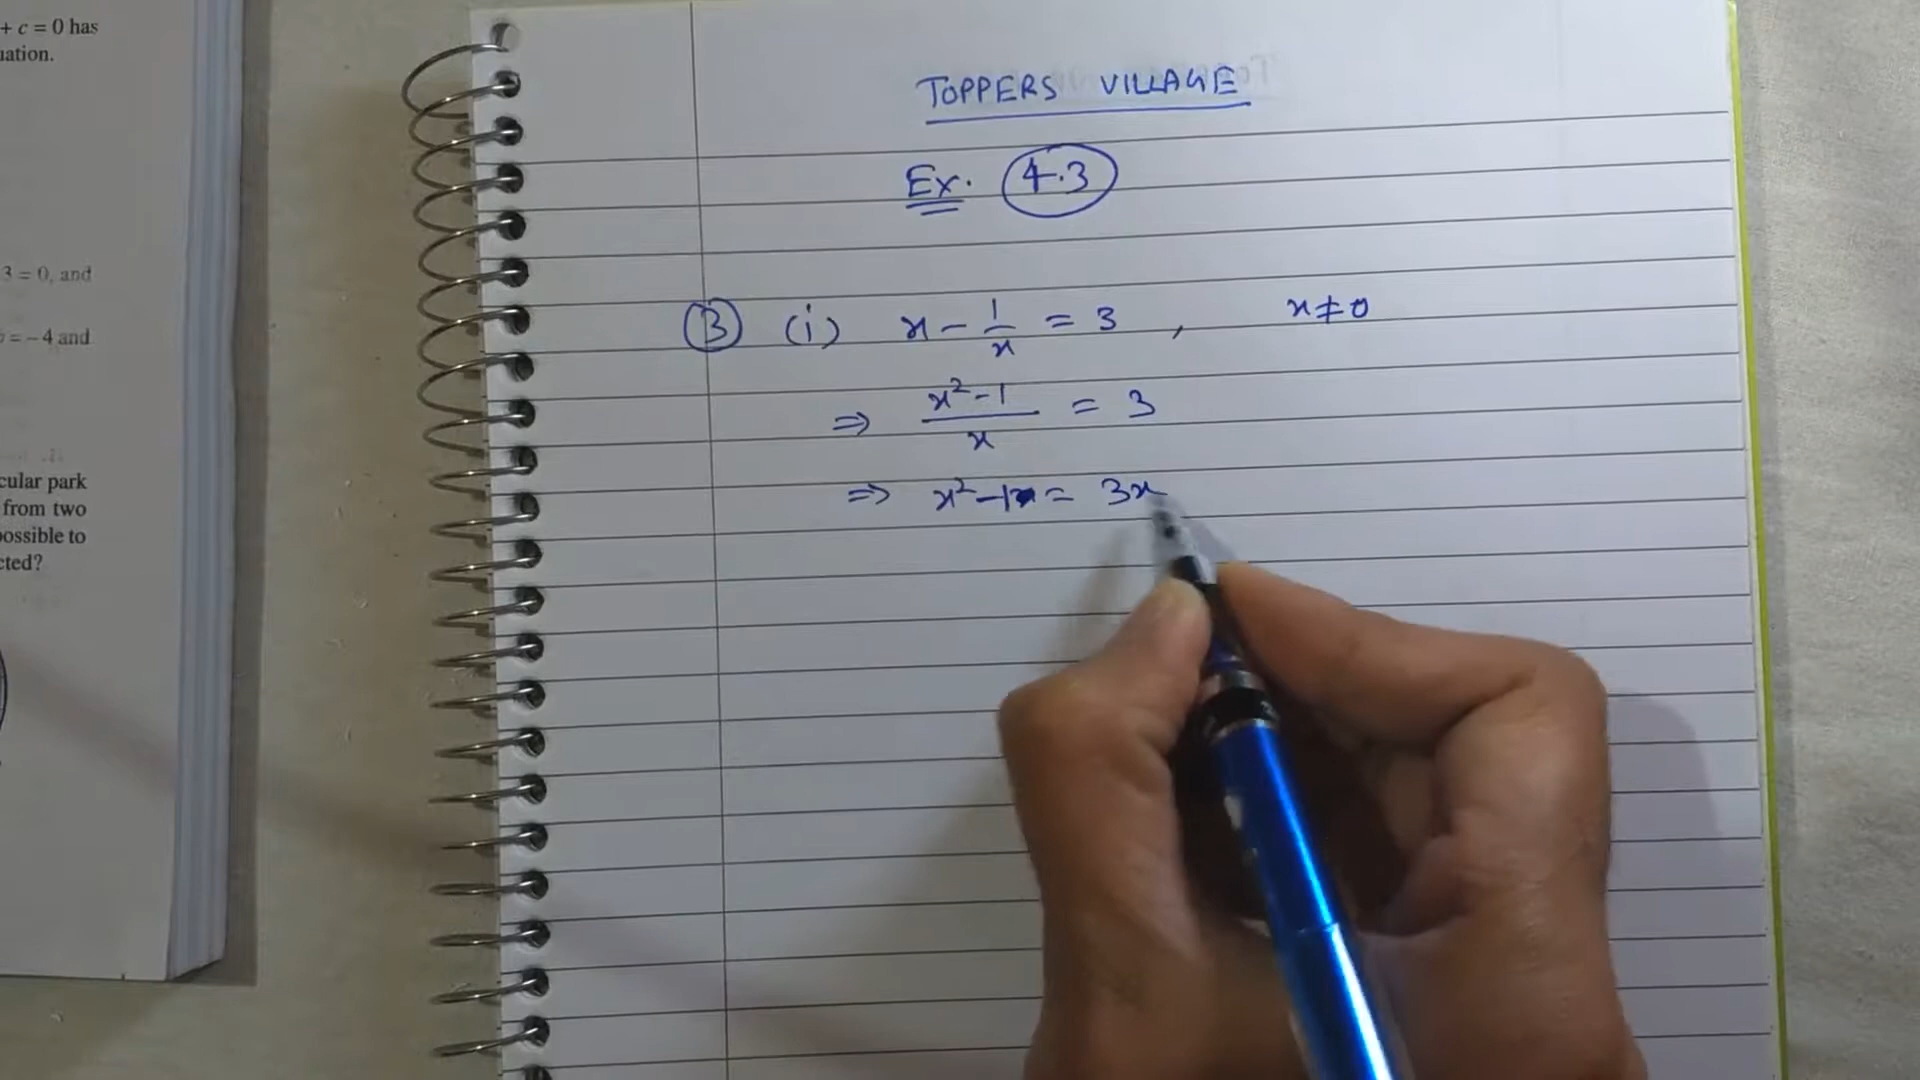 + c = 0 has
uation.
3 = 0, and
= – 4 and
cular park
from two
possible to
cted?
TOPPERS VILLAGE
Ex. 4.3
3 (i) x - 1/x = 3 , x ≠ 0
⇒ x² - 1 / x = 3
⇒ x² - 1 = 3x